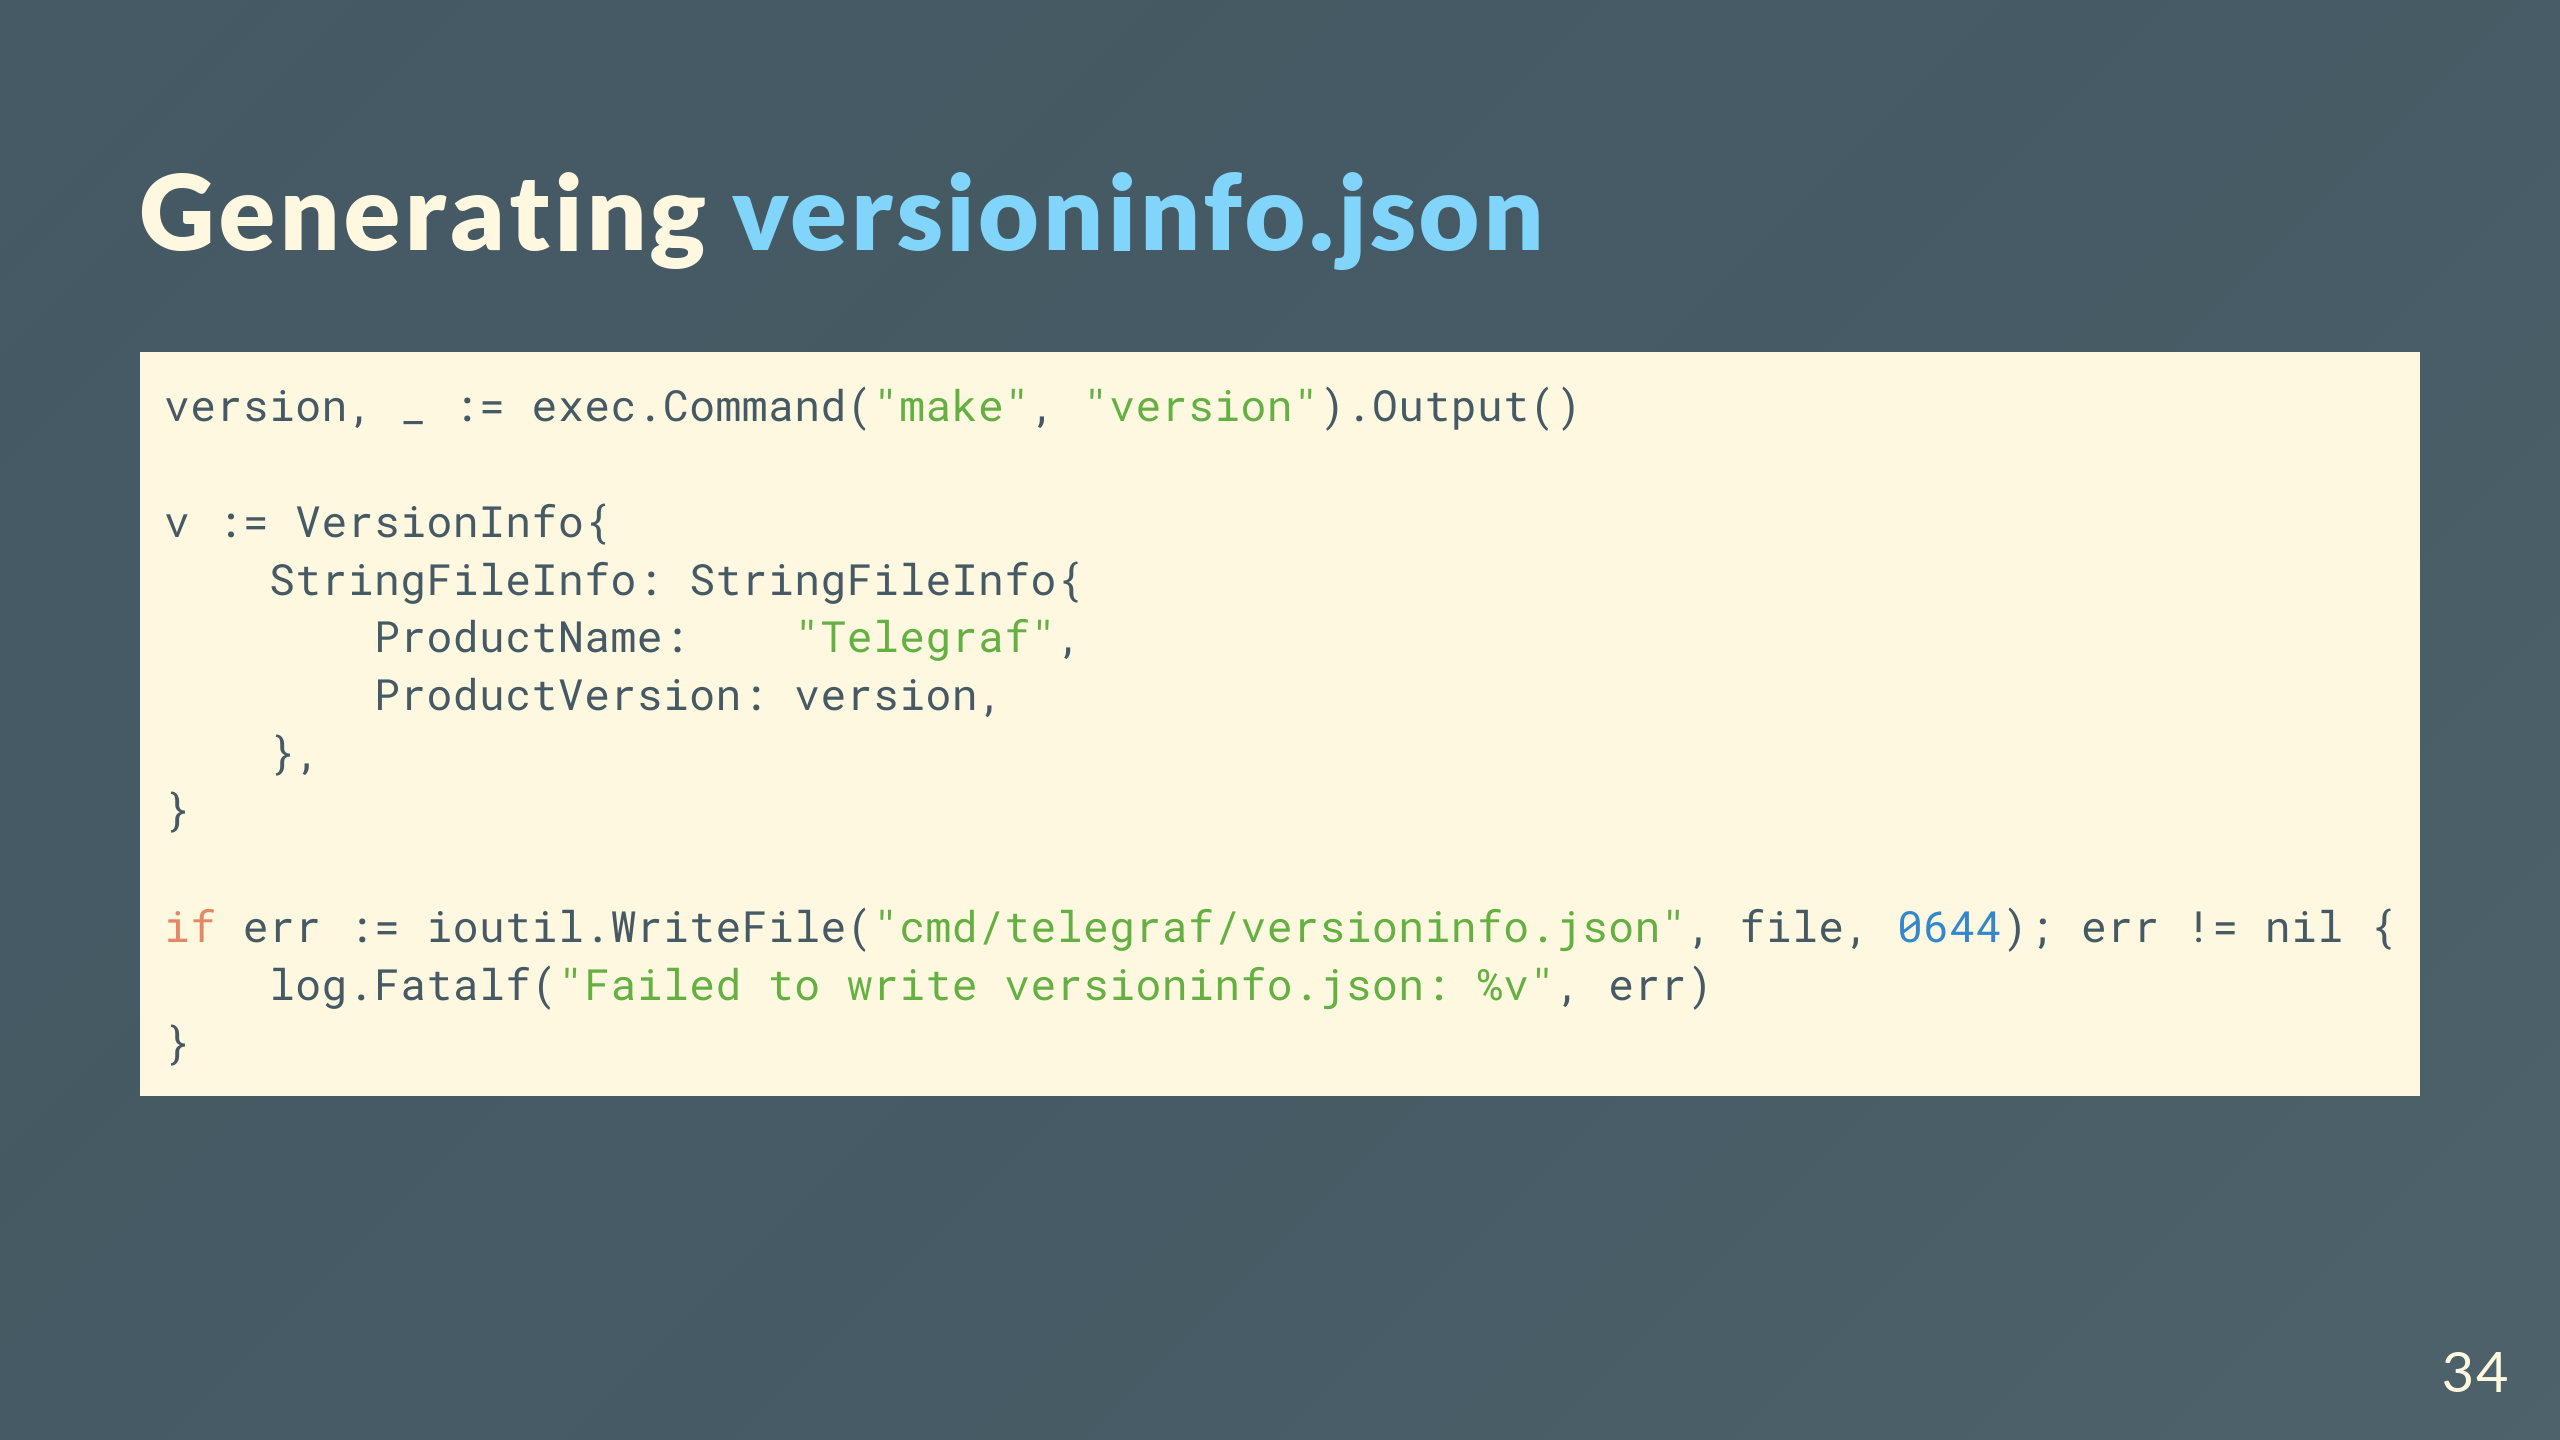 Generating versioninfo.json
version, _ := exec.Command("make", "version").Output()
v := VersionInfo{
    StringFileInfo: StringFileInfo{
        ProductName:    "Telegraf",
        ProductVersion: version,
    },
}
if err := ioutil.WriteFile("cmd/telegraf/versioninfo.json", file, 0644); err != nil {
    log.Fatalf("Failed to write versioninfo.json: %v", err)
}
34